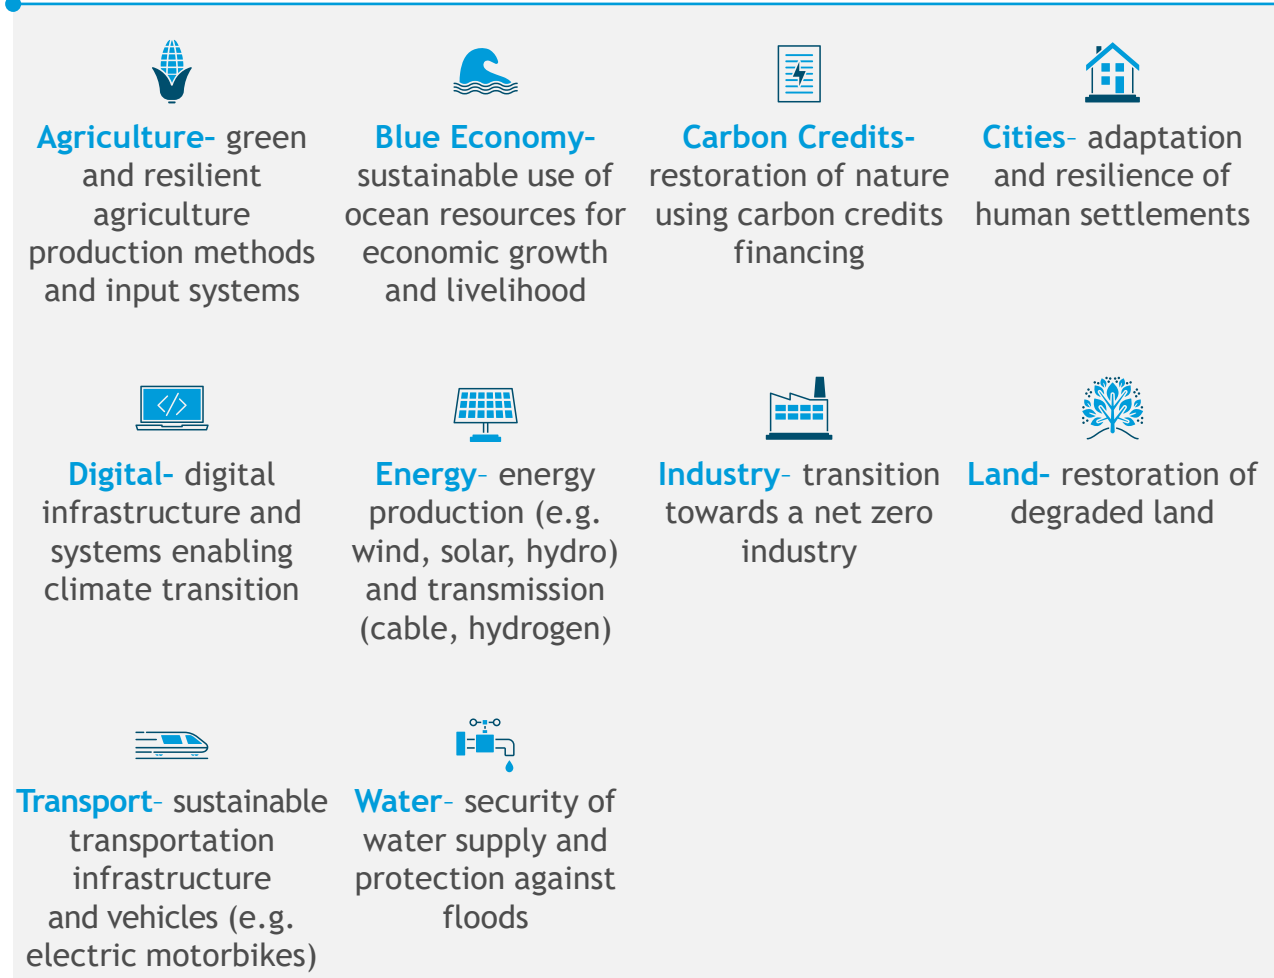 Agriculture– green
and resilient
agriculture
production methods
and input systems
Blue Economy–
sustainable use of
ocean resources for
economic growth
and livelihood
Carbon Credits-
restoration of nature
using carbon credits
financing
Cities– adaptation
and resilience of
human settlements
</>
Digital– digital
infrastructure and
systems enabling
climate transition
Energy– energy
production (e.g.
wind, solar, hydro)
and transmission
(cable, hydrogen)
Industry– transition
towards a net zero
industry
Land– restoration of
degraded land
Transport– sustainable
transportation
infrastructure
and vehicles (e.g.
electric motorbikes)
Water– security of
water supply and
protection against
floods